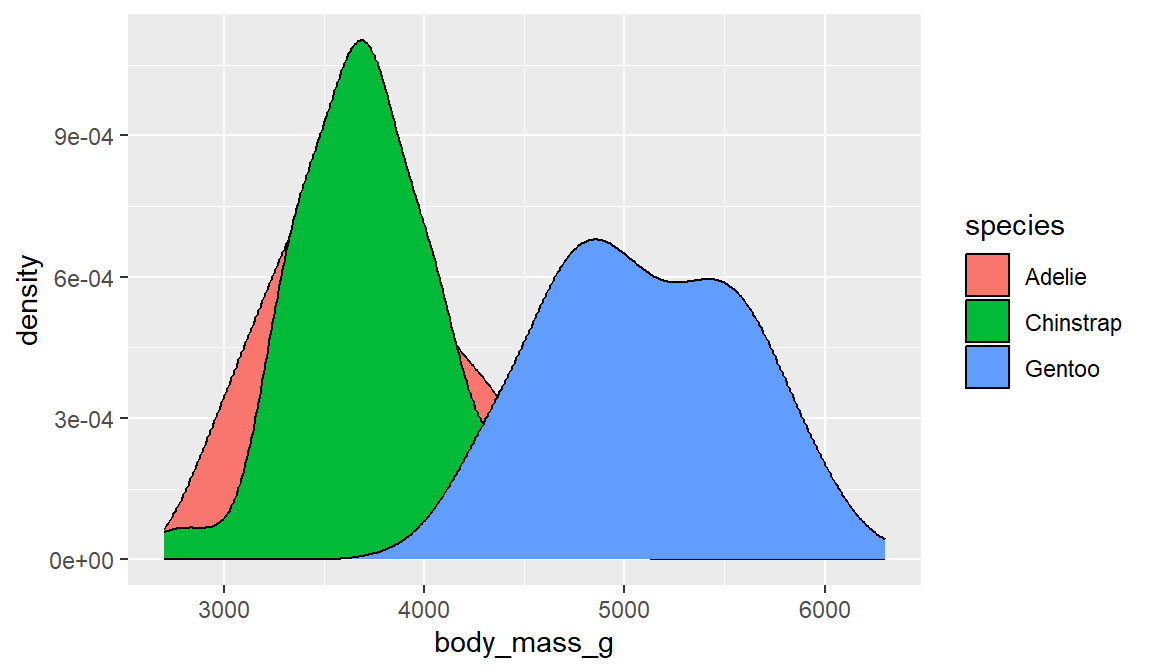 density
9e-04
6e-04
3e-04
0e+00
3000 4000 5000 6000
body_mass_g
species
Adelie
Chinstrap
Gentoo